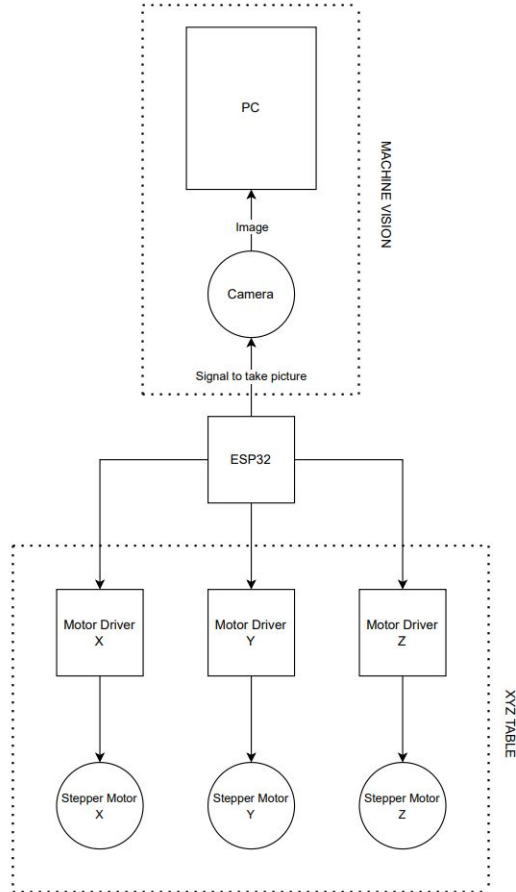 PC
MACHINE VISION
Image
Camera
Signal to take picture
ESP32
Motor Driver
X
Motor Driver
Y
Motor Driver
Z
XYZ TABLE
Stepper Motor
X
Stepper Motor
Y
Stepper Motor
Z